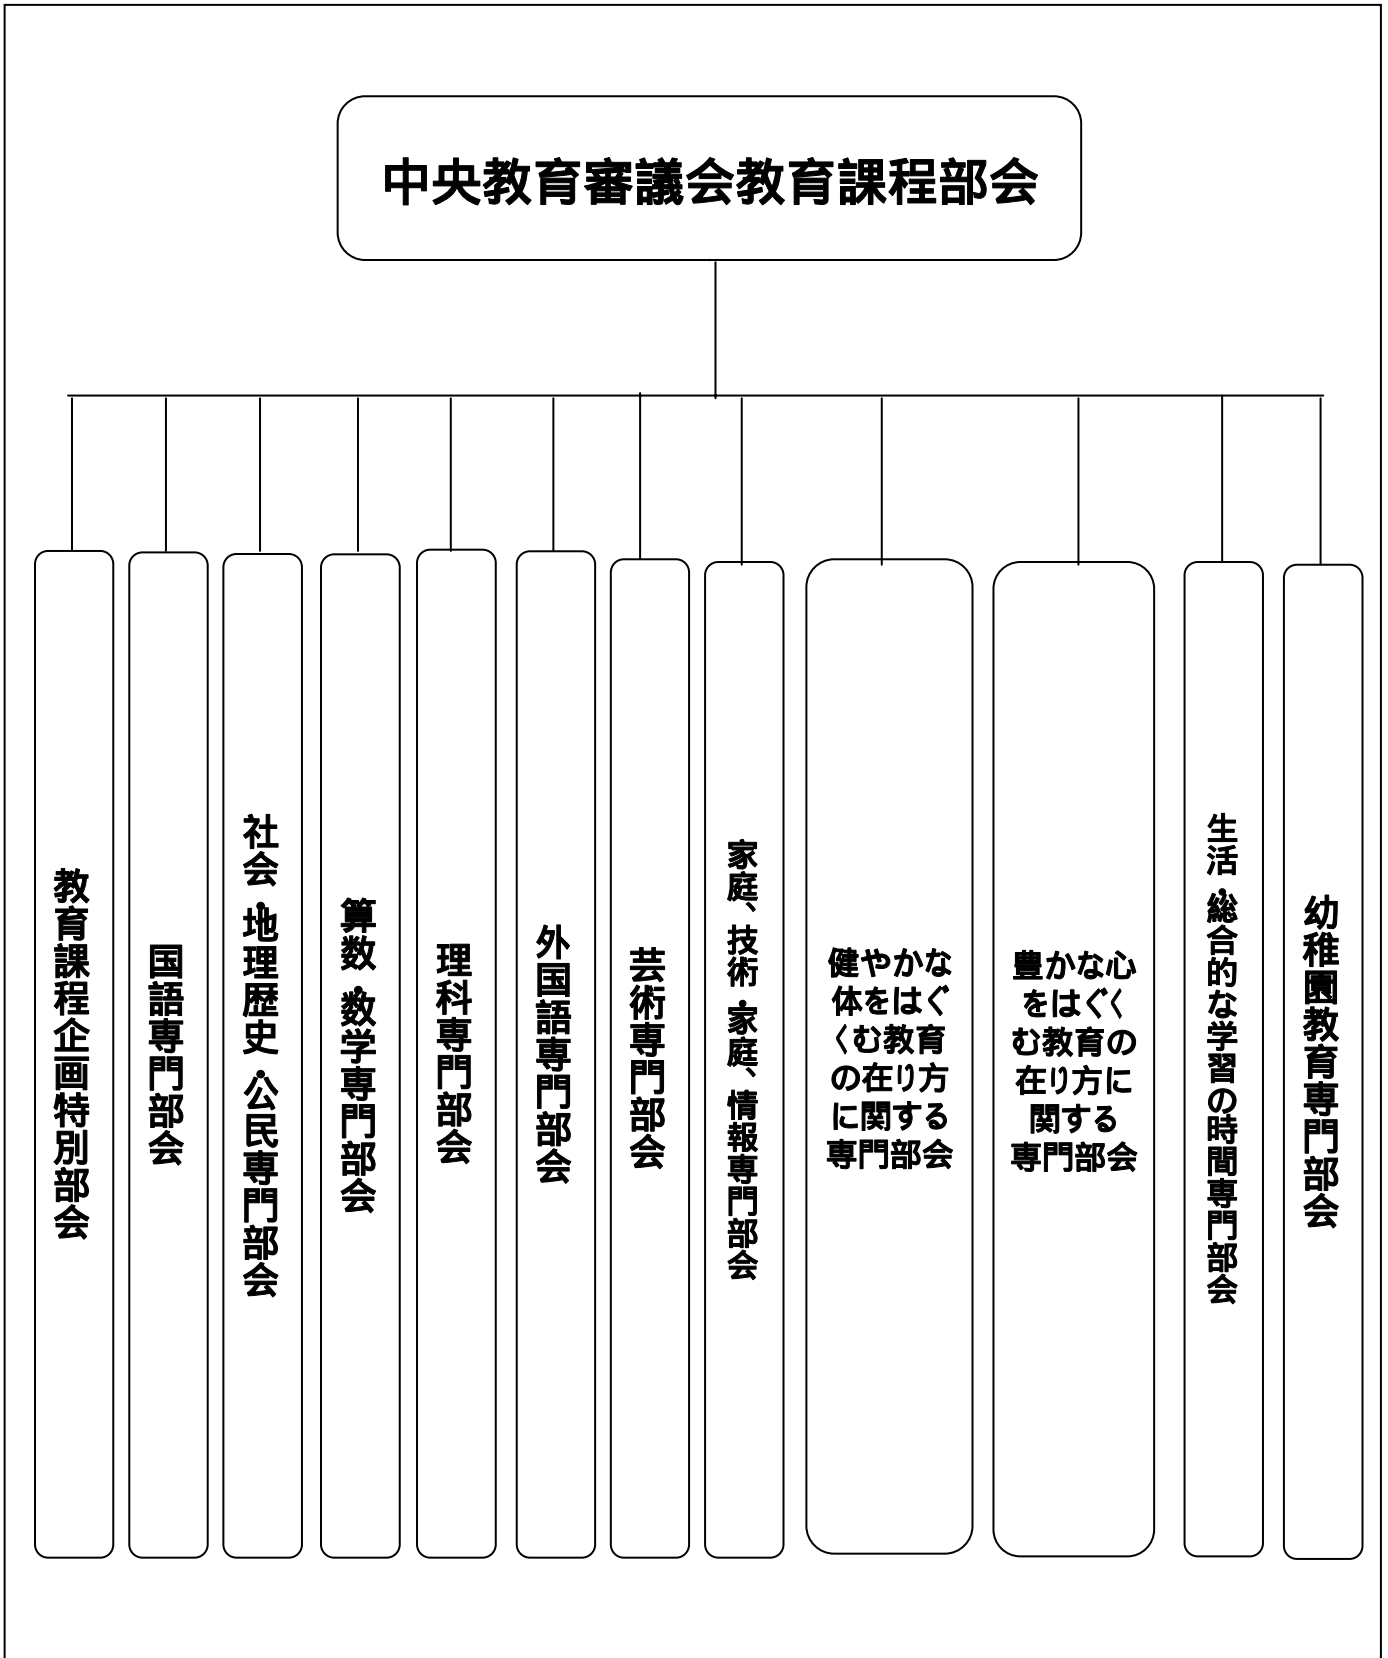 中央教育審議会教育課程部会
教育課程企画特別部会
国語専門部会
社会・地理歴史・公民専門部会
算数・数学専門部会
理科専門部会
外国語専門部会
芸術専門部会
家庭、技術・家庭、情報専門部会
健やかな
体をはぐ
くむ教育
の在り方
に関する
専門部会
豊かな心
をはぐく
む教育の
在り方に
関する
専門部会
生活・総合的な学習の時間専門部会
幼稚園教育専門部会